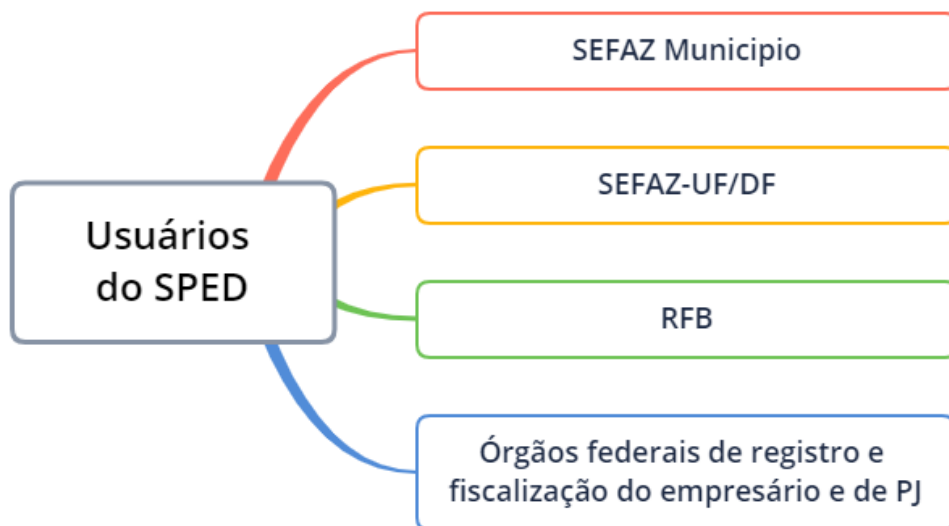 SEFAZ Municipio
SEFAZ-UF/DF
Usuários
do SPED
RFB
Órgãos federais de registro e
fiscalização do empresário e de PJ